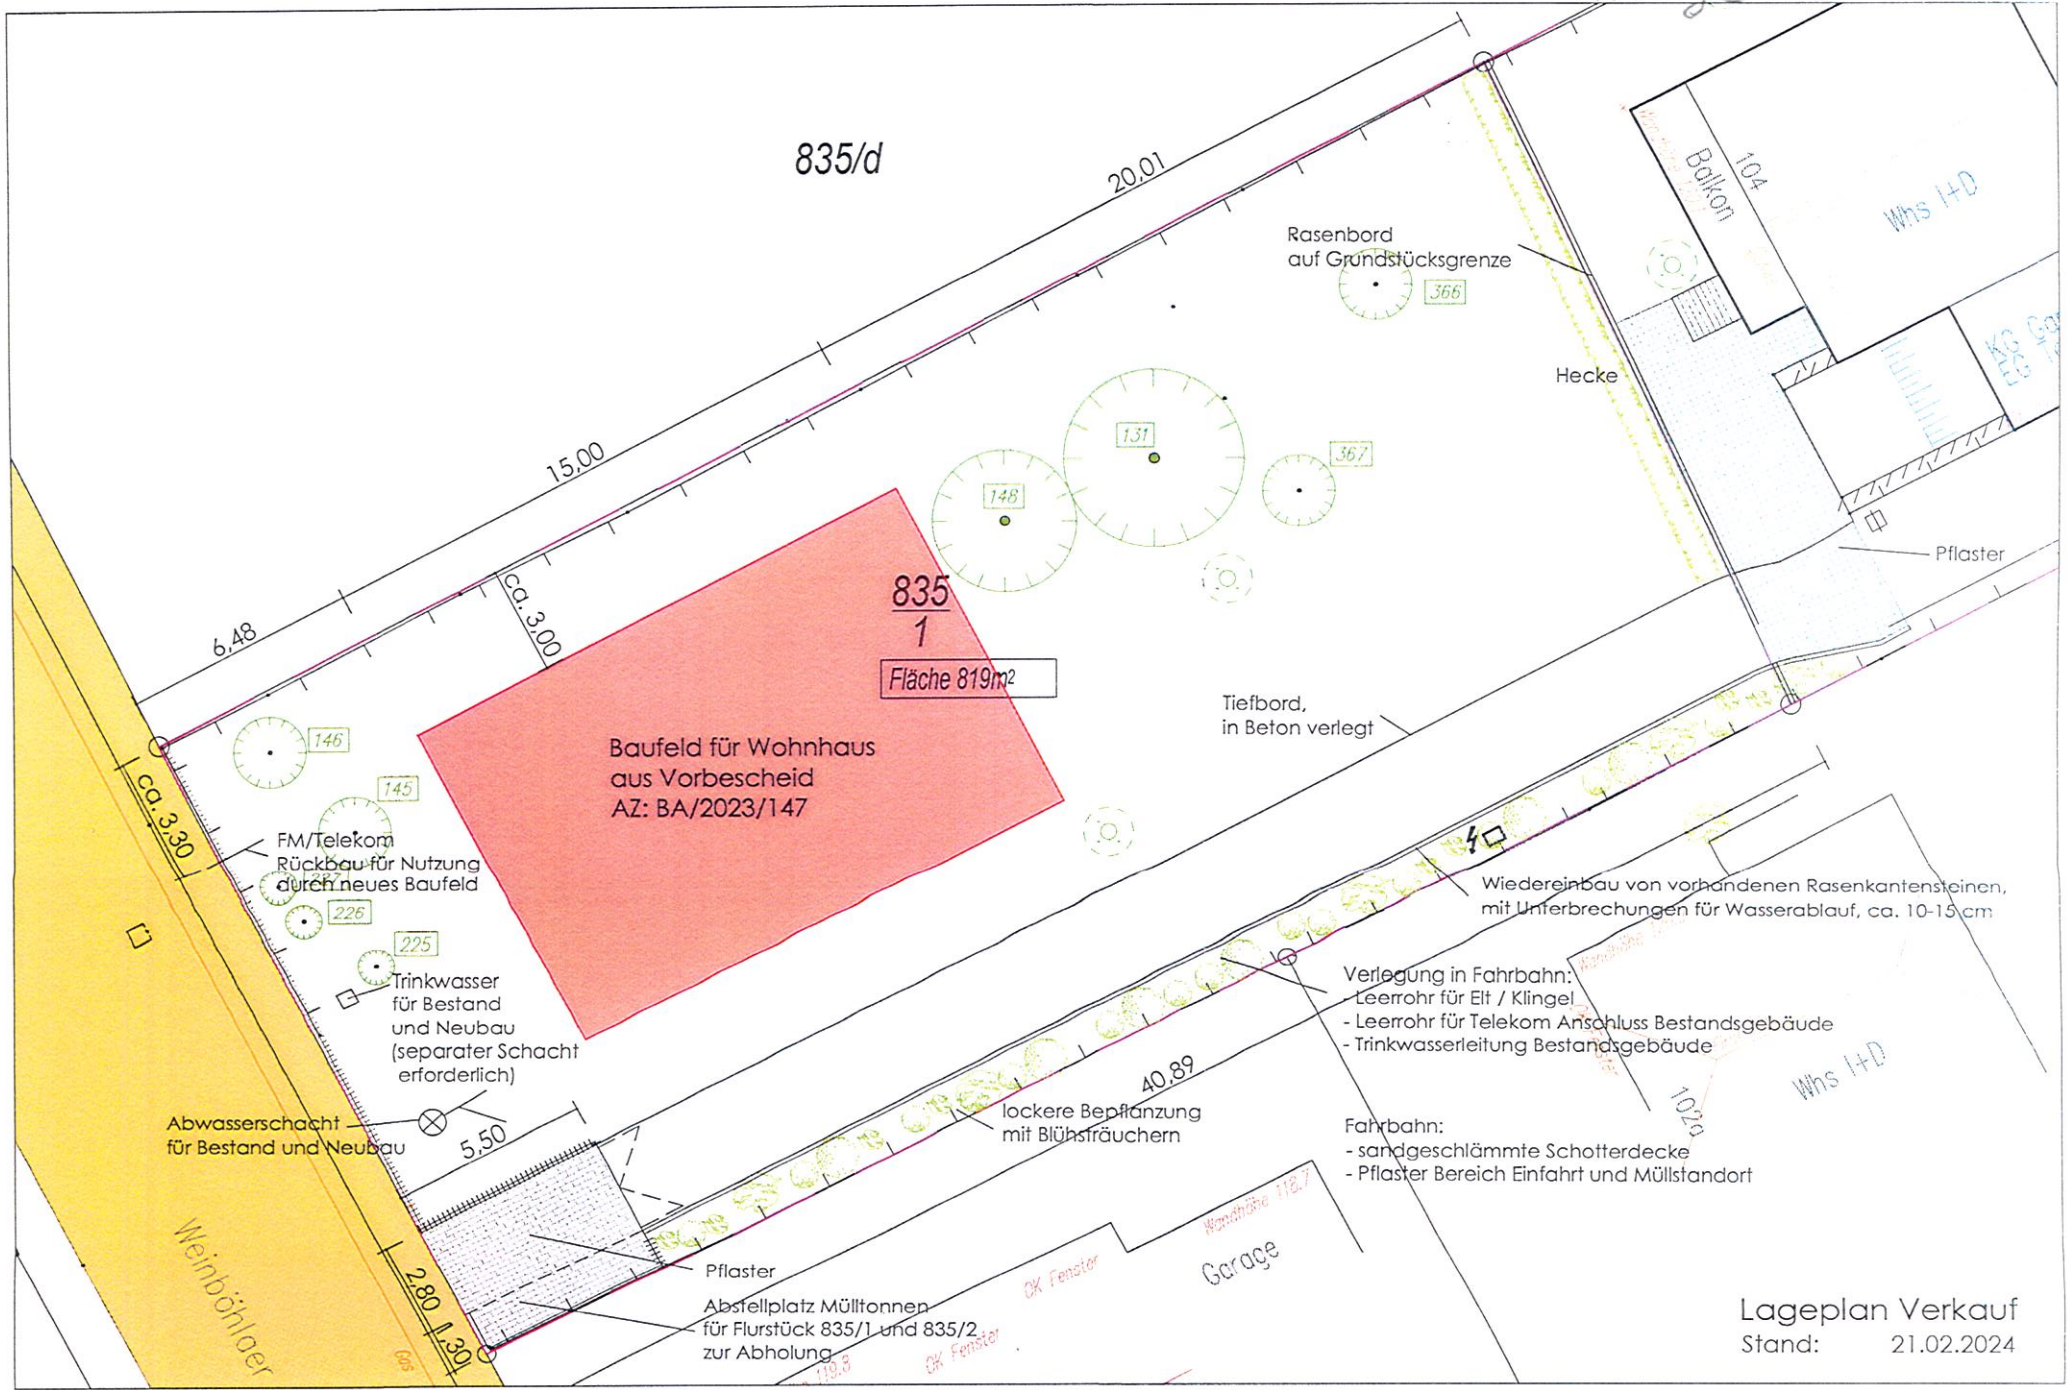 835/d
20,01
Rasenbord
auf Grundstücksgrenze
366
Balkon
104
Whs I+D
Hecke
131
148
367
15,00
6,48
ca. 3,00
835
1
Fläche 819m²
Pflaster
Tiefbord,
in Beton verlegt
Baufeld für Wohnhaus
aus Vorbescheid
AZ: BA/2023/147
146
145
ca. 3,30
FM/Telekom
Rückbau für Nutzung
durch neues Baufeld
226
225
Trinkwasser
für Bestand
und Neubau
(separater Schacht
erforderlich)
Abwasserschacht
für Bestand und Neubau
5,50
Wiedereinbau von vorhandenen Rasenkantensteinen,
mit Unterbrechungen für Wasserablauf, ca. 10-15 cm
Verlegung in Fahrbahn:
- Leerrohr für Elt / Klingel
- Leerrohr für Telekom Anschluss Bestandsgebäude
- Trinkwasserleitung Bestandsgebäude
40,89
lockere Bepflanzung
mit Blühsträuchern
Whs I+D
102a
Fahrbahn:
- sandgeschlämmte Schotterdecke
- Pflaster Bereich Einfahrt und Müllstandort
Wandhöhe 118,7
Garage
OK Fenster
Pflaster
Abstellplatz Mülltonnen
für Flurstück 835/1 und 835/2
zur Abholung
OK Fenster
Weinböhlaer
2,80
1,30
Gas
Lageplan Verkauf
Stand: 21.02.2024